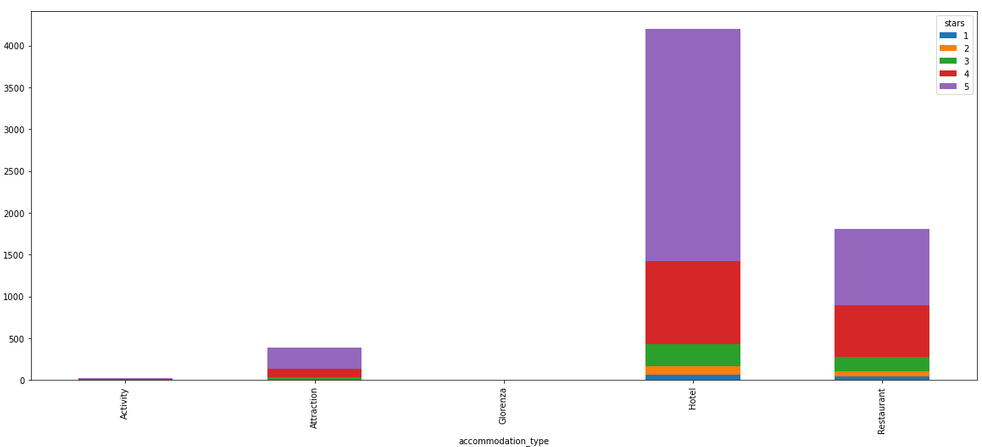 stars
1
2
3
4
5
4000
3500
3000
2500
2000
1500
1000
500
0
Activity
Attraction
Glorenza
Hotel
Restaurant
accommodation_type